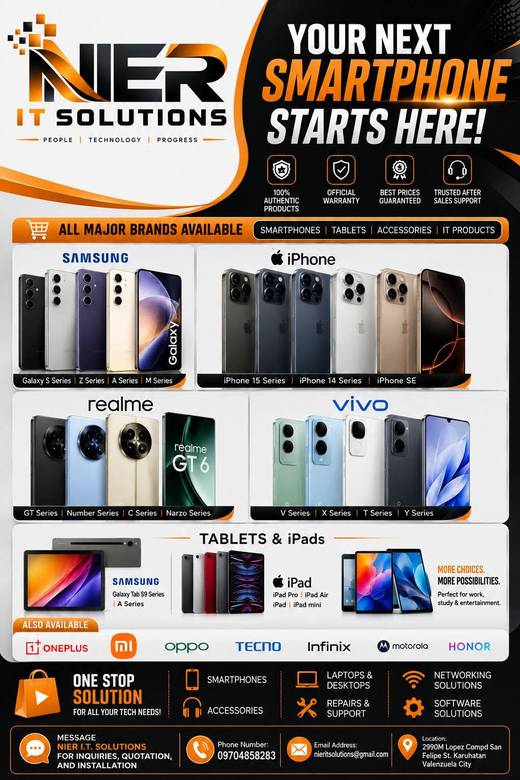 NIER
IT SOLUTIONS
PEOPLE | TECHNOLOGY | PROGRESS
YOUR NEXT
SMARTPHONE
STARTS HERE!
100%
AUTHENTIC
PRODUCTS
OFFICIAL
WARRANTY
BEST PRICES
GUARANTEED
TRUSTED AFTER
SALES SUPPORT
ALL MAJOR BRANDS AVAILABLE
SMARTPHONES | TABLETS | ACCESSORIES | IT PRODUCTS
SAMSUNG
Galaxy
Galaxy S Series | Z Series | A Series | M Series
iPhone
iPhone 15 Series | iPhone 14 Series | iPhone SE
realme
realme
GT 6
GT Series | Number Series | C Series | Narzo Series
vivo
V Series | X Series | T Series | Y Series
TABLETS & iPads
SAMSUNG
Galaxy Tab S9 Series
| A Series
iPad
iPad Pro | iPad Air
iPad | iPad mini
MORE CHOICES.
MORE POSSIBILITIES.
Perfect for work,
study & entertainment.
ALSO AVAILABLE
1+ ONEPLUS
mi
oppo
TECNO
Infinix
motorola
HONOR
ONE STOP
SOLUTION
FOR ALL YOUR TECH NEEDS!
SMARTPHONES
ACCESSORIES
LAPTOPS &
DESKTOPS
REPAIRS &
SUPPORT
NETWORKING
SOLUTIONS
SOFTWARE
SOLUTIONS
MESSAGE
NIER I.T. SOLUTIONS
FOR INQUIRIES, QUOTATION,
AND INSTALLATION
Phone Number:
09704858283
Email Address:
nieritsolutions@gmail.com
Location:
2990M Lopez Compd San
Felipe St. Karuhatan
Valenzuela City